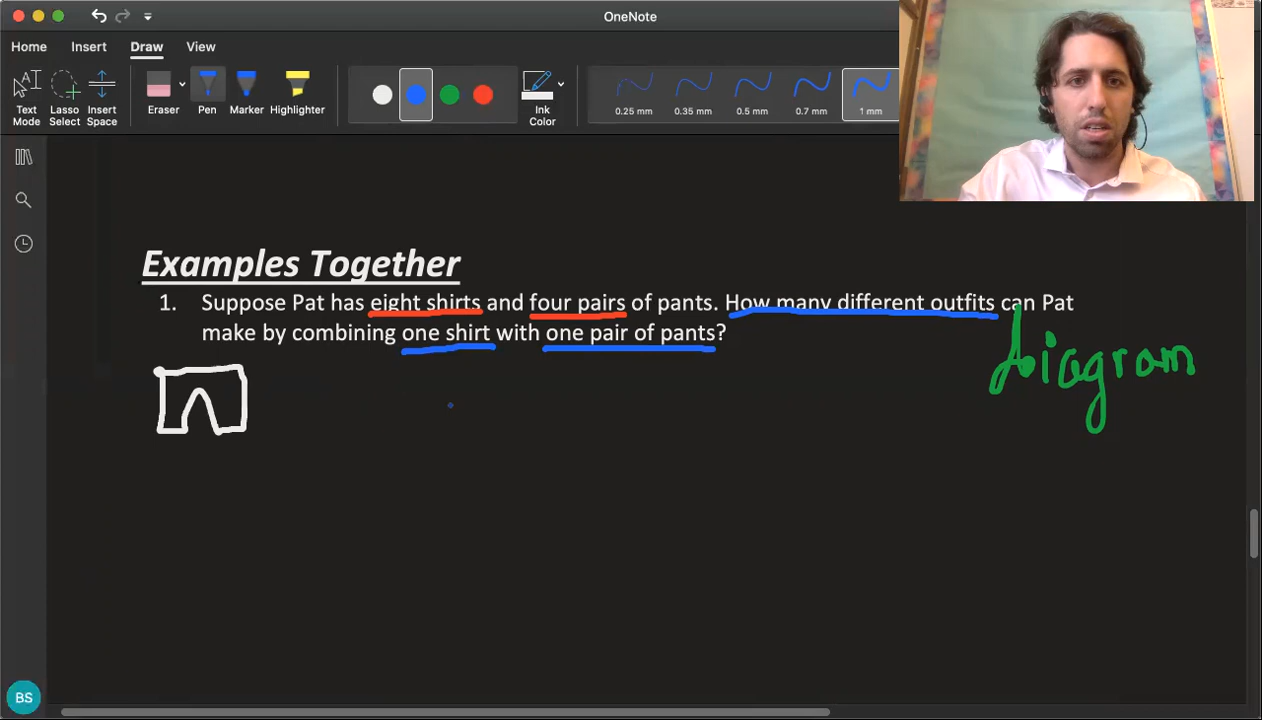 OneNote
Home Insert Draw View
Text Mode
Lasso Select
Insert Space
Eraser
Pen
Marker
Highlighter
Ink Color
0.25 mm
0.35 mm
0.5 mm
0.7 mm
1 mm
Examples Together
1. Suppose Pat has eight shirts and four pairs of pants. How many different outfits can Pat
make by combining one shirt with one pair of pants?
Diagram
BS